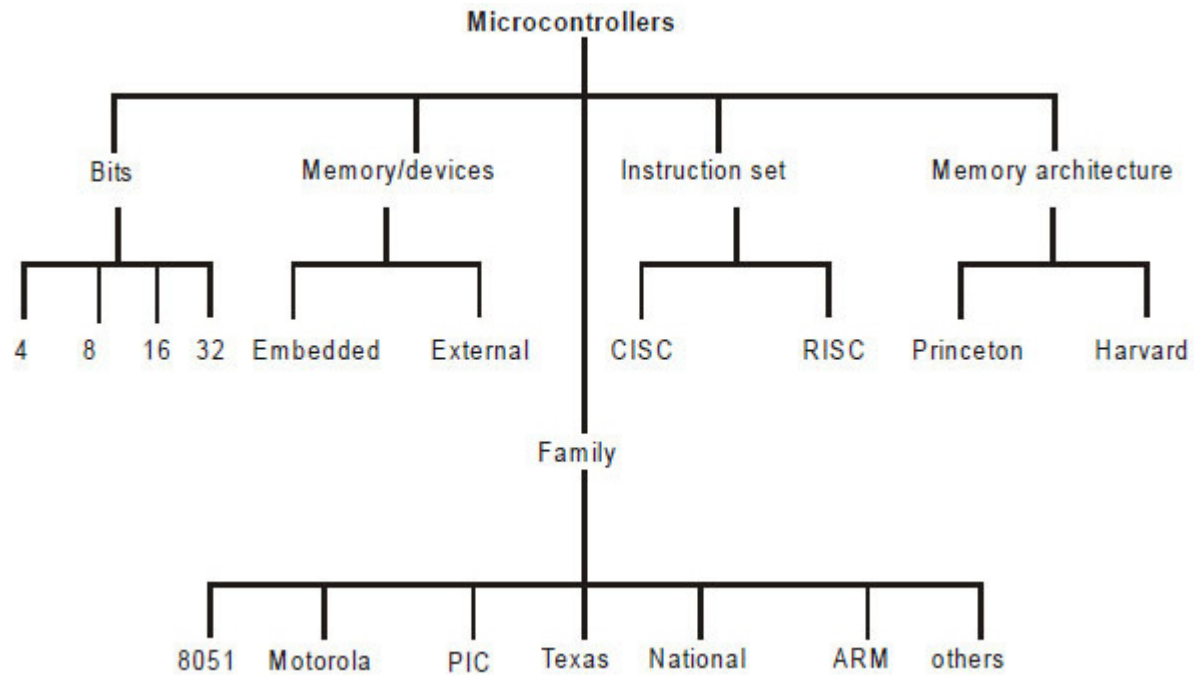 Microcontrollers
Bits Memory/devices Instruction set Memory architecture
4 8 16 32 Embedded External CISC RISC Princeton Harvard
Family
8051 Motorola PIC Texas National ARM others